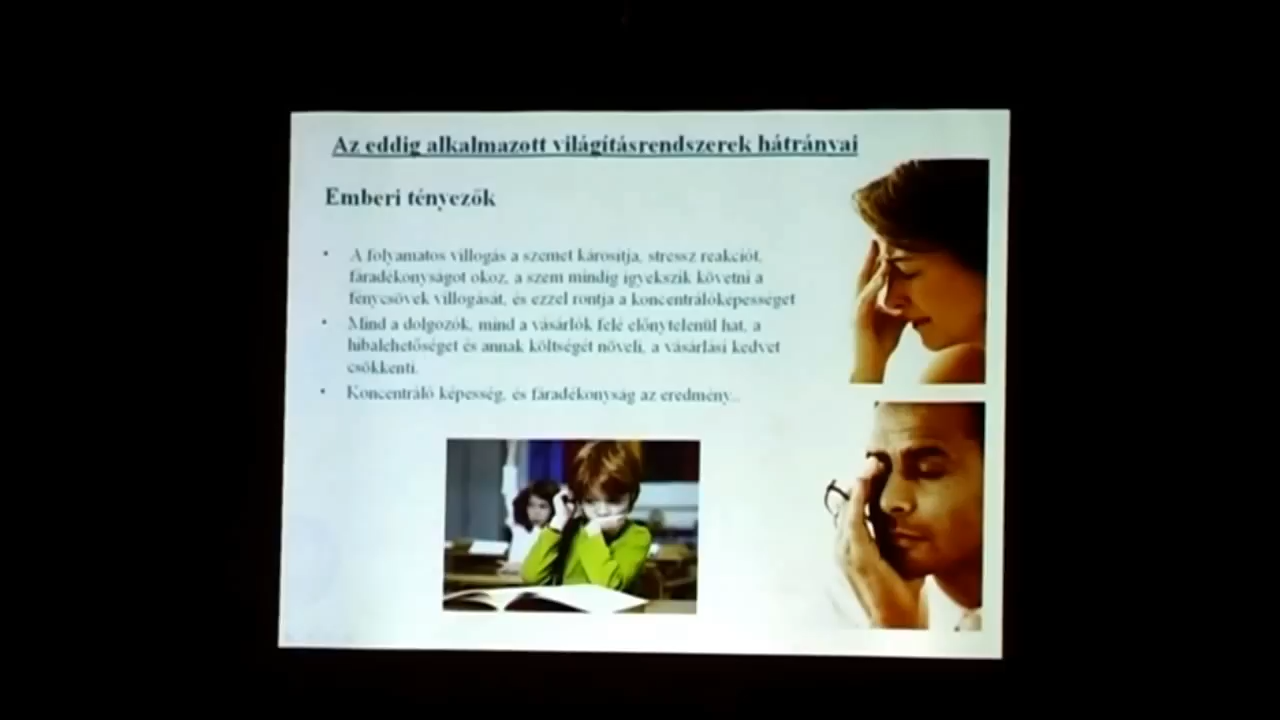 Az eddig alkalmazott világításrendszerek hátrányai
Emberi tényezők
• A folyamatos villogás a szemet károsítja, stressz reakciót,
fáradékonyságot okoz, a szem mindig igyekszik követni a
fénycsövek villogását, és ezzel rontja a koncentrálóképességet
• Mind a dolgozók, mind a vásárlók felé előnytelenül hat, a
hibalehetőséget és annak költségét növeli, a vásárlási kedvet
csökkenti.
• Koncentráló képesség, és fáradékonyság az eredmény..